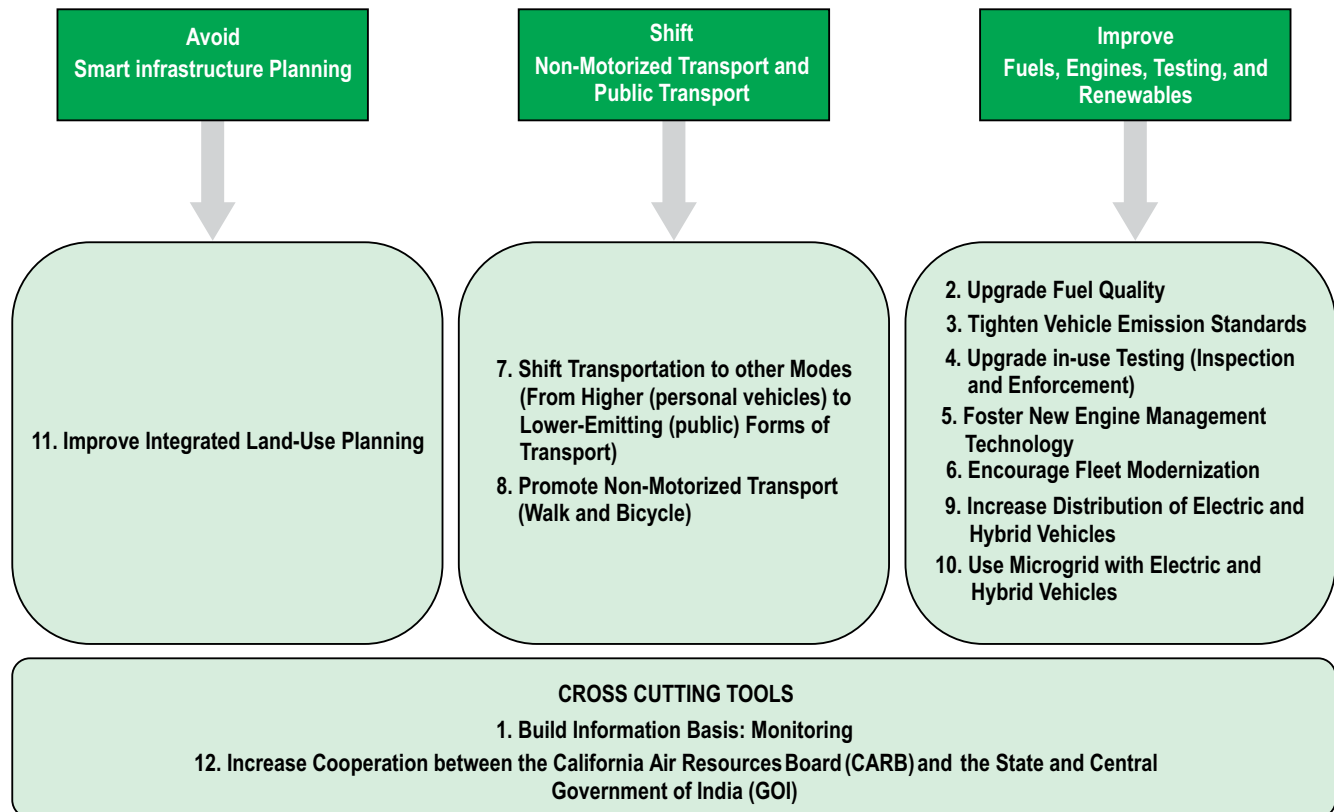 Avoid
Smart infrastructure Planning
Shift
Non-Motorized Transport and
Public Transport
Improve
Fuels, Engines, Testing, and
Renewables
11. Improve Integrated Land-Use Planning
7. Shift Transportation to other Modes
(From Higher (personal vehicles) to
Lower-Emitting (public) Forms of
Transport)
8. Promote Non-Motorized Transport
(Walk and Bicycle)
2. Upgrade Fuel Quality
3. Tighten Vehicle Emission Standards
4. Upgrade in-use Testing (Inspection
and Enforcement)
5. Foster New Engine Management
Technology
6. Encourage Fleet Modernization
9. Increase Distribution of Electric and
Hybrid Vehicles
10. Use Microgrid with Electric and
Hybrid Vehicles
CROSS CUTTING TOOLS
1. Build Information Basis: Monitoring
12. Increase Cooperation between the California Air Resources Board (CARB) and the State and Central
Government of India (GOI)